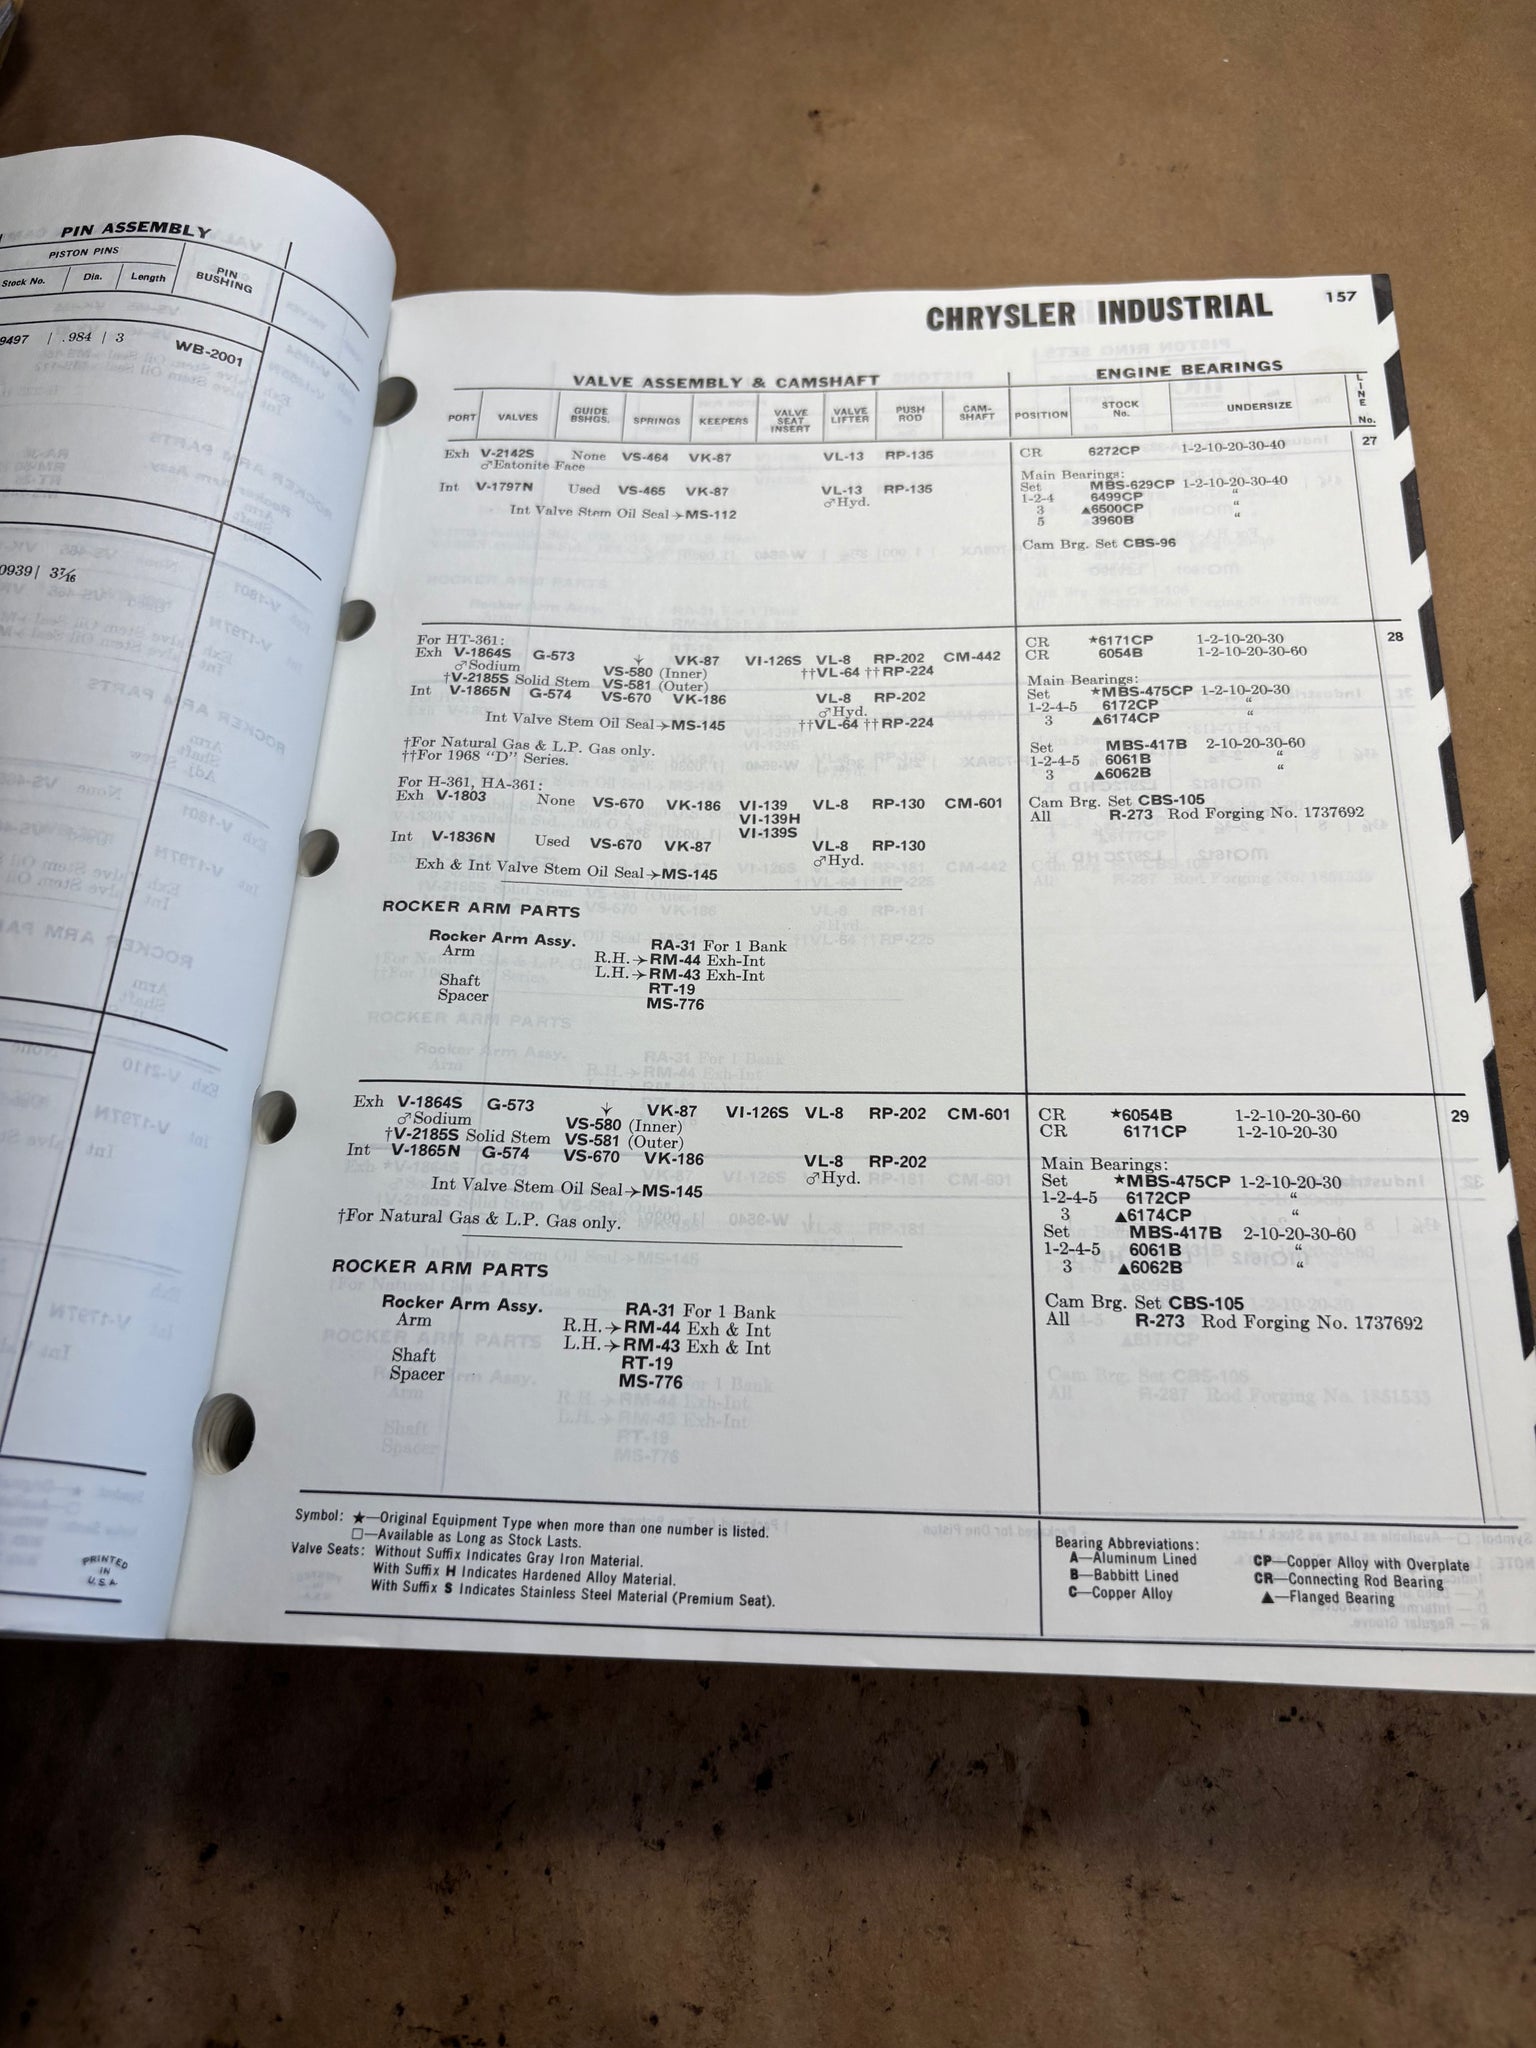 PIN ASSEMBLY
PISTON PINS
PIN BUSHING
Stock No. Dia. Length
9497 .984 3 WB-2001
0939 3 7/16
PRINTED IN U.S.A.
CHRYSLER INDUSTRIAL 157
VALVE ASSEMBLY & CAMSHAFT ENGINE BEARINGS LINE No.
PORT VALVES GUIDE BSHGS. SPRINGS KEEPERS VALVE SEAT INSERT VALVE LIFTER PUSH ROD CAM-SHAFT POSITION STOCK No. UNDERSIZE
Exh V-2142S None VS-464 VK-87 VL-13 RP-135 CR 6272CP 1-2-10-20-30-40 27
♂Eatonite Face
Main Bearings:
Int V-1797N Used VS-465 VK-87 VL-13 RP-135 Set MBS-629CP 1-2-10-20-30-40
♂Hyd. 1-2-4 6499CP “
Int Valve Stem Oil Seal→MS-112 3 ▲6500CP “
5 3960B “
Cam Brg. Set CBS-96
For HT-361: CR ★6171CP 1-2-10-20-30 28
Exh V-1864S G-573 ↓ VK-87 VI-126S VL-8 RP-202 CM-442 CR 6054B 1-2-10-20-30-60
♂Sodium VS-580 (Inner) ††VL-64 ††RP-224
†V-2185S Solid Stem VS-581 (Outer) Main Bearings:
Int V-1865N G-574 VS-670 VK-186 VL-8 RP-202 Set ★MBS-475CP 1-2-10-20-30
♂Hyd. 1-2-4-5 6172CP “
Int Valve Stem Oil Seal→MS-145 ††VL-64 ††RP-224 3 ▲6174CP “
†For Natural Gas & L.P. Gas only. Set MBS-417B 2-10-20-30-60
††For 1968 "D" Series. 1-2-4-5 6061B “
3 ▲6062B “
For H-361, HA-361:
Exh V-1803 None VS-670 VK-186 VI-139 VL-8 RP-130 CM-601 Cam Brg. Set CBS-105
VI-139H All R-273 Rod Forging No. 1737692
VI-139S
Int V-1836N Used VS-670 VK-87 VL-8 RP-130
♂Hyd.
Exh & Int Valve Stem Oil Seal→MS-145
ROCKER ARM PARTS
Rocker Arm Assy. RA-31 For 1 Bank
Arm R.H.→RM-44 Exh-Int
L.H.→RM-43 Exh-Int
Shaft RT-19
Spacer MS-776
Exh V-1864S G-573 ↓ VK-87 VI-126S VL-8 RP-202 CM-601 CR ★6054B 1-2-10-20-30-60 29
♂Sodium VS-580 (Inner) CR 6171CP 1-2-10-20-30
†V-2185S Solid Stem VS-581 (Outer)
Int V-1865N G-574 VS-670 VK-186 VL-8 RP-202 Main Bearings:
♂Hyd. Set ★MBS-475CP 1-2-10-20-30
Int Valve Stem Oil Seal→MS-145 1-2-4-5 6172CP “
3 ▲6174CP “
†For Natural Gas & L.P. Gas only. Set MBS-417B 2-10-20-30-60
1-2-4-5 6061B “
3 ▲6062B “
ROCKER ARM PARTS
Rocker Arm Assy. RA-31 For 1 Bank Cam Brg. Set CBS-105
Arm R.H.→RM-44 Exh & Int All R-273 Rod Forging No. 1737692
L.H.→RM-43 Exh & Int
Shaft RT-19
Spacer MS-776
Symbol: ★—Original Equipment Type when more than one number is listed.
□—Available as Long as Stock Lasts.
Valve Seats: Without Suffix Indicates Gray Iron Material.
With Suffix H Indicates Hardened Alloy Material.
With Suffix S Indicates Stainless Steel Material (Premium Seat).
Bearing Abbreviations:
A—Aluminum Lined CP—Copper Alloy with Overplate
B—Babbitt Lined CR—Connecting Rod Bearing
C—Copper Alloy ▲—Flanged Bearing